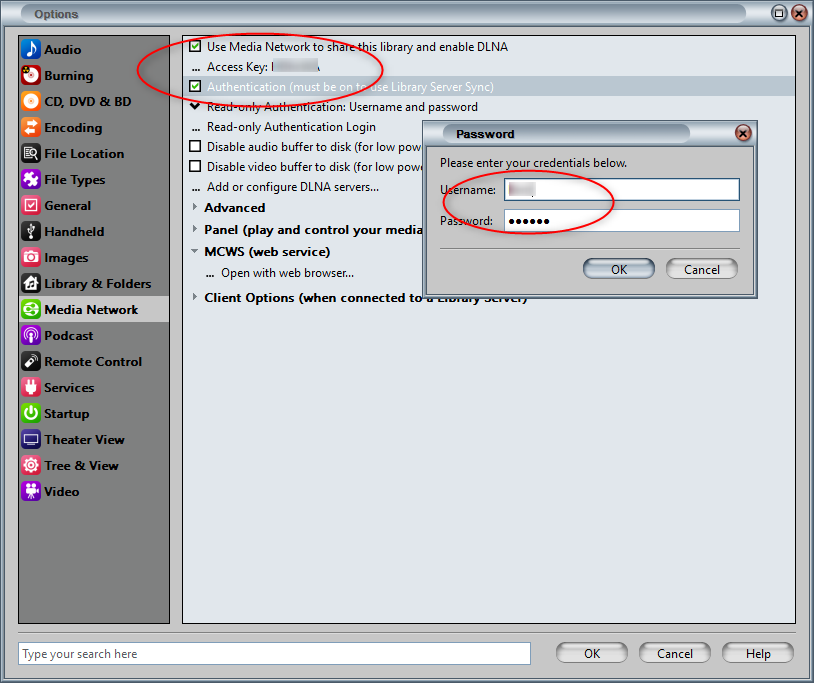 Options
Audio
Burning
CD, DVD & BD
Encoding
File Location
File Types
General
Handheld
Images
Library & Folders
Media Network
Podcast
Remote Control
Services
Startup
Theater View
Tree & View
Video
Use Media Network to share this library and enable DLNA
... Access Key:
Authentication (must be on to use Library Server Sync)
Read-only Authentication: Username and password
... Read-only Authentication Login
Disable audio buffer to disk (for low pow
Disable video buffer to disk (for low powe
... Add or configure DLNA servers...
Advanced
Panel (play and control your media
MCWS (web service)
... Open with web browser...
Client Options (when connected to a Library Server)
Password
Please enter your credentials below.
Username:
Password: ●●●●●●
OK
Cancel
Type your search here
OK
Cancel
Help